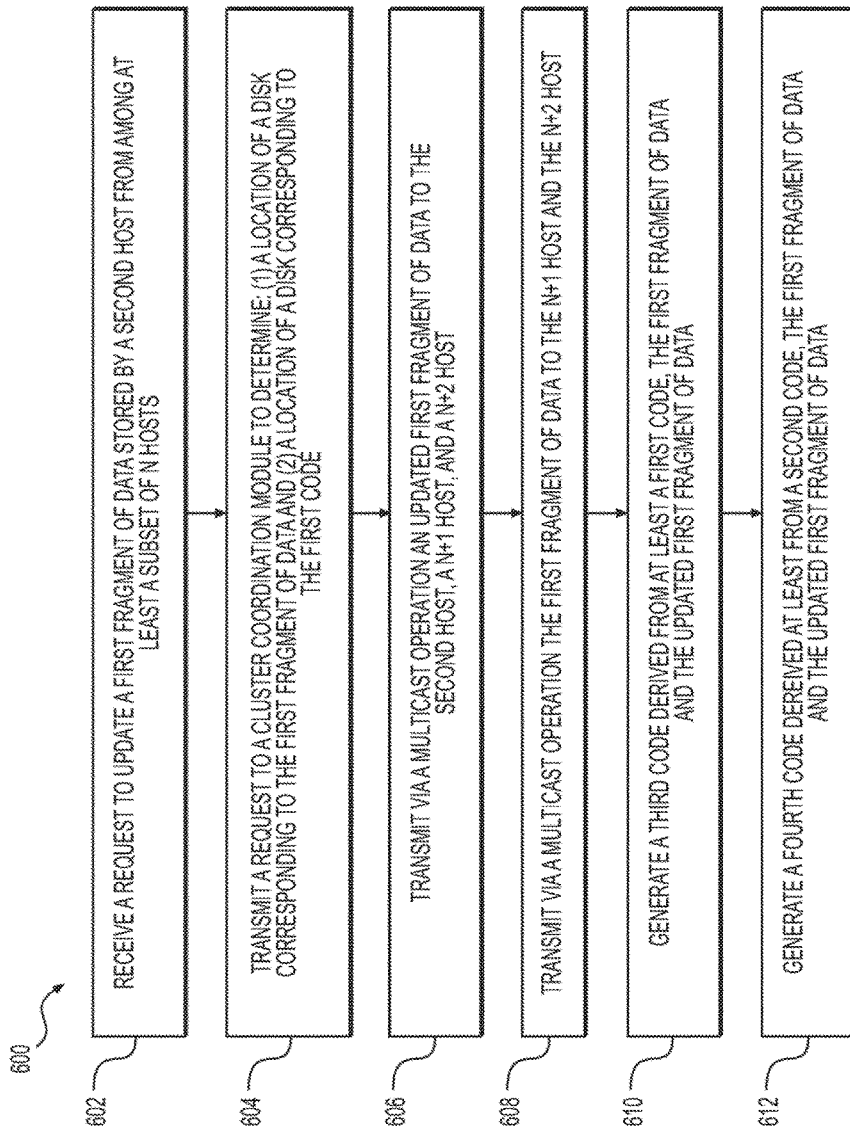 600
602
RECEIVE A REQUEST TO UPDATE A FIRST FRAGMENT OF DATA STORED BY A SECOND HOST FROM AMONG AT
LEAST A SUBSET OF N HOSTS
604
TRANSMIT A REQUEST TO A CLUSTER COORDINATION MODULE TO DETERMINE: (1) A LOCATION OF A DISK
CORRESPONDING TO THE FIRST FRAGMENT OF DATA AND (2) A LOCATION OF A DISK CORRESPONDING TO
THE FIRST CODE
606
TRANSMIT VIA A MULTICAST OPERATION AN UPDATED FIRST FRAGMENT OF DATA TO THE
SECOND HOST, A N+1 HOST, AND A N+2 HOST
608
TRANSMIT VIA A MULTICAST OPERATION THE FIRST FRAGMENT OF DATA TO THE N+1 HOST AND THE N+2 HOST
610
GENERATE A THIRD CODE DERIVED FROM AT LEAST A FIRST CODE, THE FIRST FRAGMENT OF DATA
AND THE UPDATED FIRST FRAGMENT OF DATA
612
GENERATE A FOURTH CODE DEREIVED AT LEAST FROM A SECOND CODE, THE FIRST FRAGMENT OF DATA
AND THE UPDATED FIRST FRAGMENT OF DATA